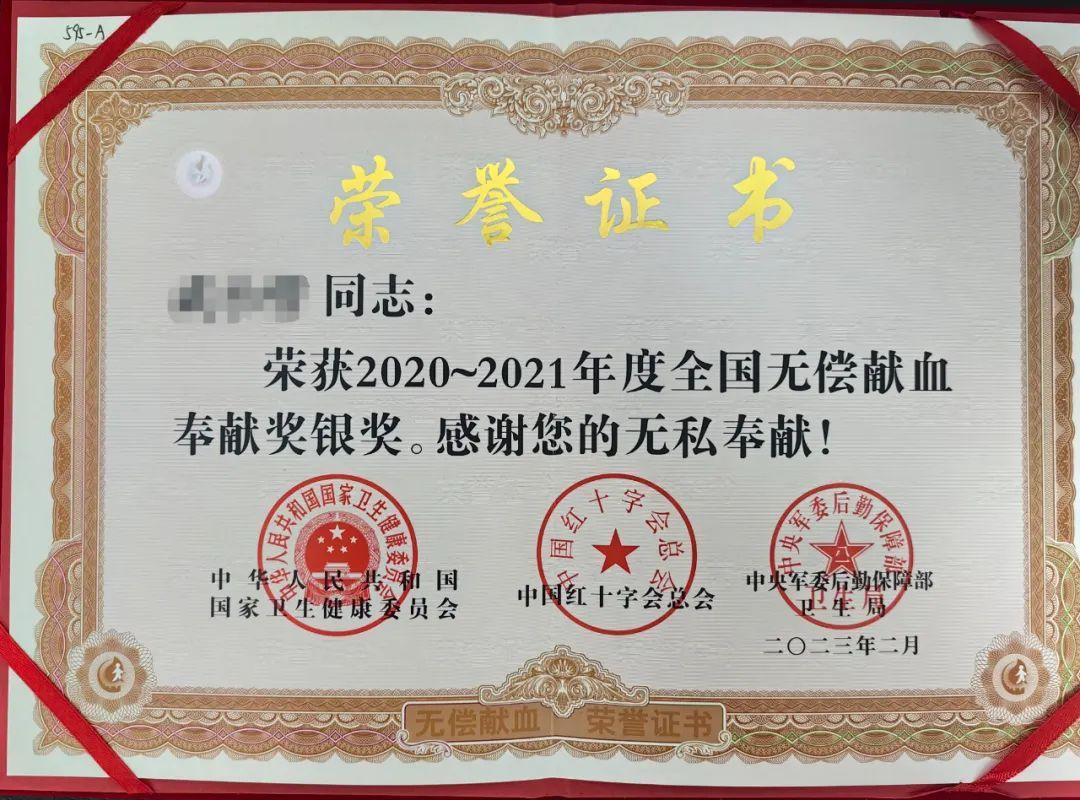 595-A
荣誉证书
同志：
荣获2020~2021年度全国无偿献血
奉献奖银奖。感谢您的无私奉献！
中华人民共和国国家卫生健康委员会
中国红十字会总会
中央军委后勤保障部
卫生局
中华人民共和国
国家卫生健康委员会
中国红十字会总会
中央军委后勤保障部
卫生局
二〇二三年二月
无偿献血 荣誉证书